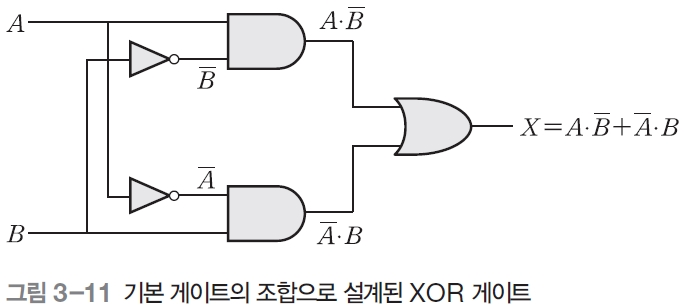 A
A·B̅
B̅
X=A·B̅+A̅·B
A̅
B
A̅·B
그림 3-11 기본 게이트의 조합으로 설계된 XOR 게이트